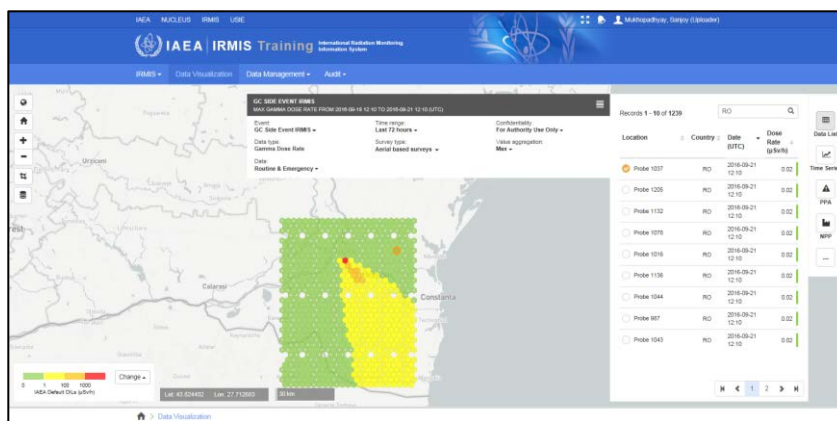 IAEA NUCLEUS IRMIS USIE
Mukhopadhyay, Sanjoy (Uploader)
IAEA IRMIS Training International Radiation Monitoring
Information System
IRMIS Data Visualization Data Management Audit
GC SIDE EVENT IRMIS
MAX GAMMA DOSE RATE FROM 2016-09-18 12:10 TO 2016-09-21 12:10 (UTC)
Event: Time range: Confidentiality:
GC Side Event IRMIS Last 72 hours For Authority Use Only
Data type: Survey type: Value aggregation:
Gamma Dose Rate Aerial based surveys Max
Data:
Routine & Emergency
Records 1 - 10 of 1239 RO
Location Country Date (UTC) Dose Rate (μSv/h)
Probe 1037 RO 2016-09-21 12:10 0.02
Probe 1205 RO 2016-09-21 12:10 0.02
Probe 1132 RO 2016-09-21 12:10 0.02
Probe 1078 RO 2016-09-21 12:10 0.02
Probe 1016 RO 2016-09-21 12:10 0.02
Probe 1136 RO 2016-09-21 12:10 0.02
Probe 1044 RO 2016-09-21 12:10 0.02
Probe 987 RO 2016-09-21 12:10 0.02
Probe 1043 RO 2016-09-21 12:10 0.02
1 2
Data List
Time Serie
PPA
NPP
...
Urziceni
Calarasi
Constanta
0 1 100 1000
IAEA Default OILs (μSv/h)
Change
30 km
> Data Visualization